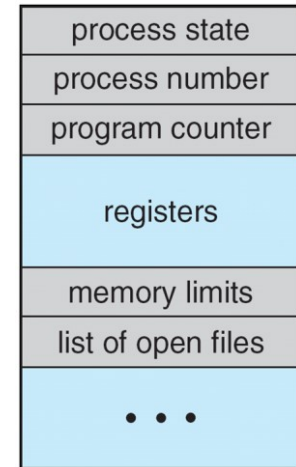 process state
process number
program counter
registers
memory limits
list of open files
• • •